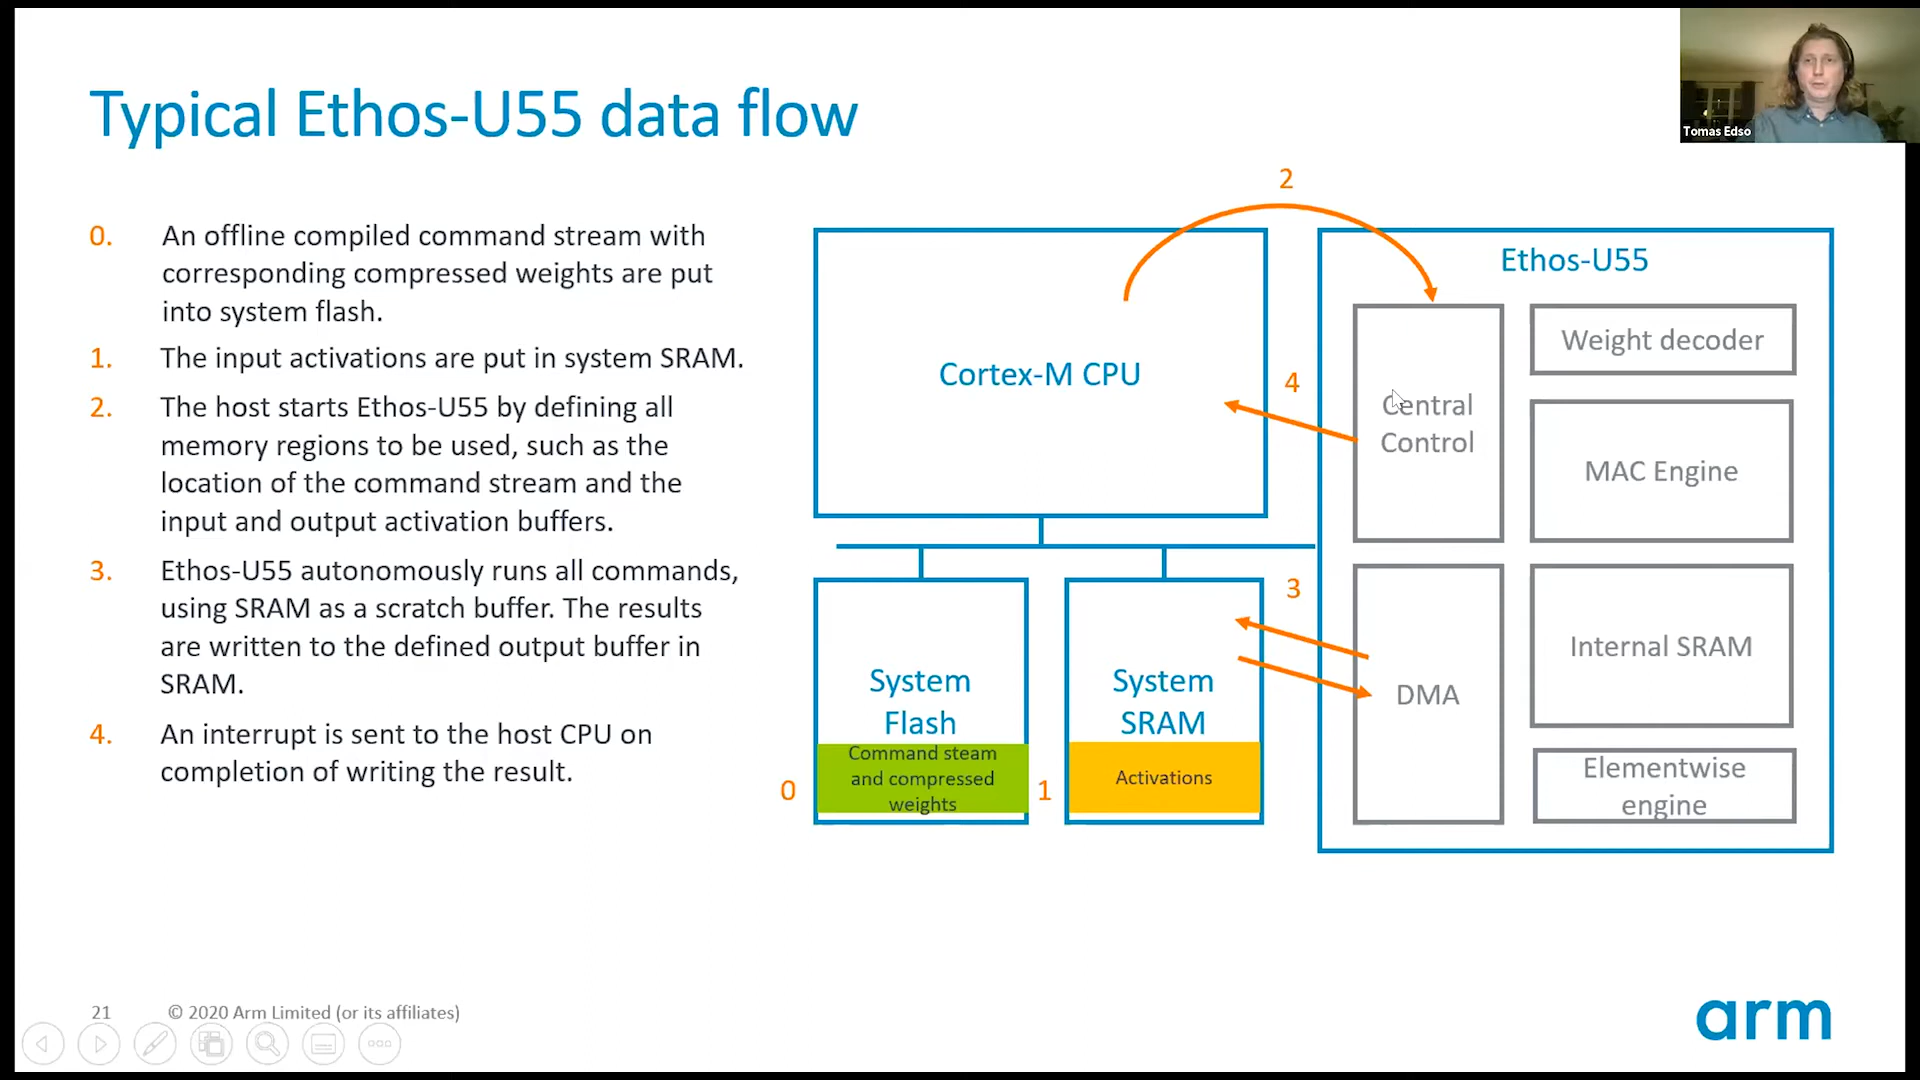 Typical Ethos-U55 data flow
Tomas Edso
0. An offline compiled command stream with
corresponding compressed weights are put
into system flash.
1. The input activations are put in system SRAM.
2. The host starts Ethos-U55 by defining all
memory regions to be used, such as the
location of the command stream and the
input and output activation buffers.
3. Ethos-U55 autonomously runs all commands,
using SRAM as a scratch buffer. The results
are written to the defined output buffer in
SRAM.
4. An interrupt is sent to the host CPU on
completion of writing the result.
2
Cortex-M CPU
4
3
System
Flash
Command steam
and compressed
weights
0
System
SRAM
Activations
1
Ethos-U55
Central
Control
Weight decoder
MAC Engine
DMA
Internal SRAM
Elementwise
engine
21 © 2020 Arm Limited (or its affiliates)
arm